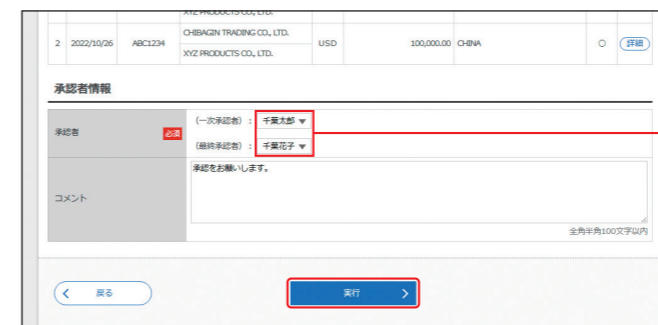 XYZ PRODUCTS CO., LTD.
2 2022/10/26 ABC1234 CHIBAGIN TRADING CO., LTD. USD 100,000.00 CHINA ○ 詳細
XYZ PRODUCTS CO., LTD.
承認者情報
承認者 必須 (一次承認者) : 千葉太郎 ▼
(最終承認者) : 千葉花子 ▼
コメント 承認をお願いします。
全角半角100文字以内
< 戻る 実行 >